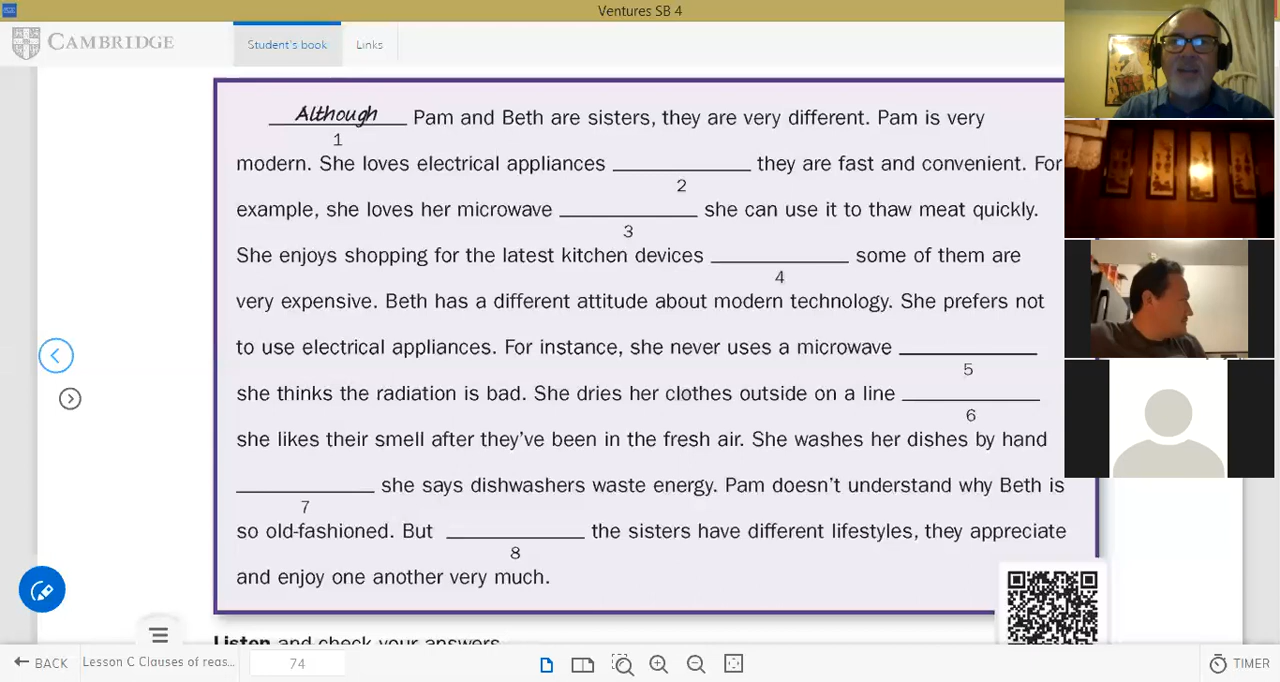 Ventures SB 4
CAMBRIDGE
Student's book
Links
Although Pam and Beth are sisters, they are very different. Pam is very
1
modern. She loves electrical appliances they are fast and convenient. For
2
example, she loves her microwave she can use it to thaw meat quickly.
3
She enjoys shopping for the latest kitchen devices some of them are
4
very expensive. Beth has a different attitude about modern technology. She prefers not
to use electrical appliances. For instance, she never uses a microwave
5
she thinks the radiation is bad. She dries her clothes outside on a line
6
she likes their smell after they've been in the fresh air. She washes her dishes by hand
she says dishwashers waste energy. Pam doesn't understand why Beth is
7
so old-fashioned. But the sisters have different lifestyles, they appreciate
8
and enjoy one another very much.
Listen and check your answers
BACK
Lesson C Clauses of reas...
74
TIMER